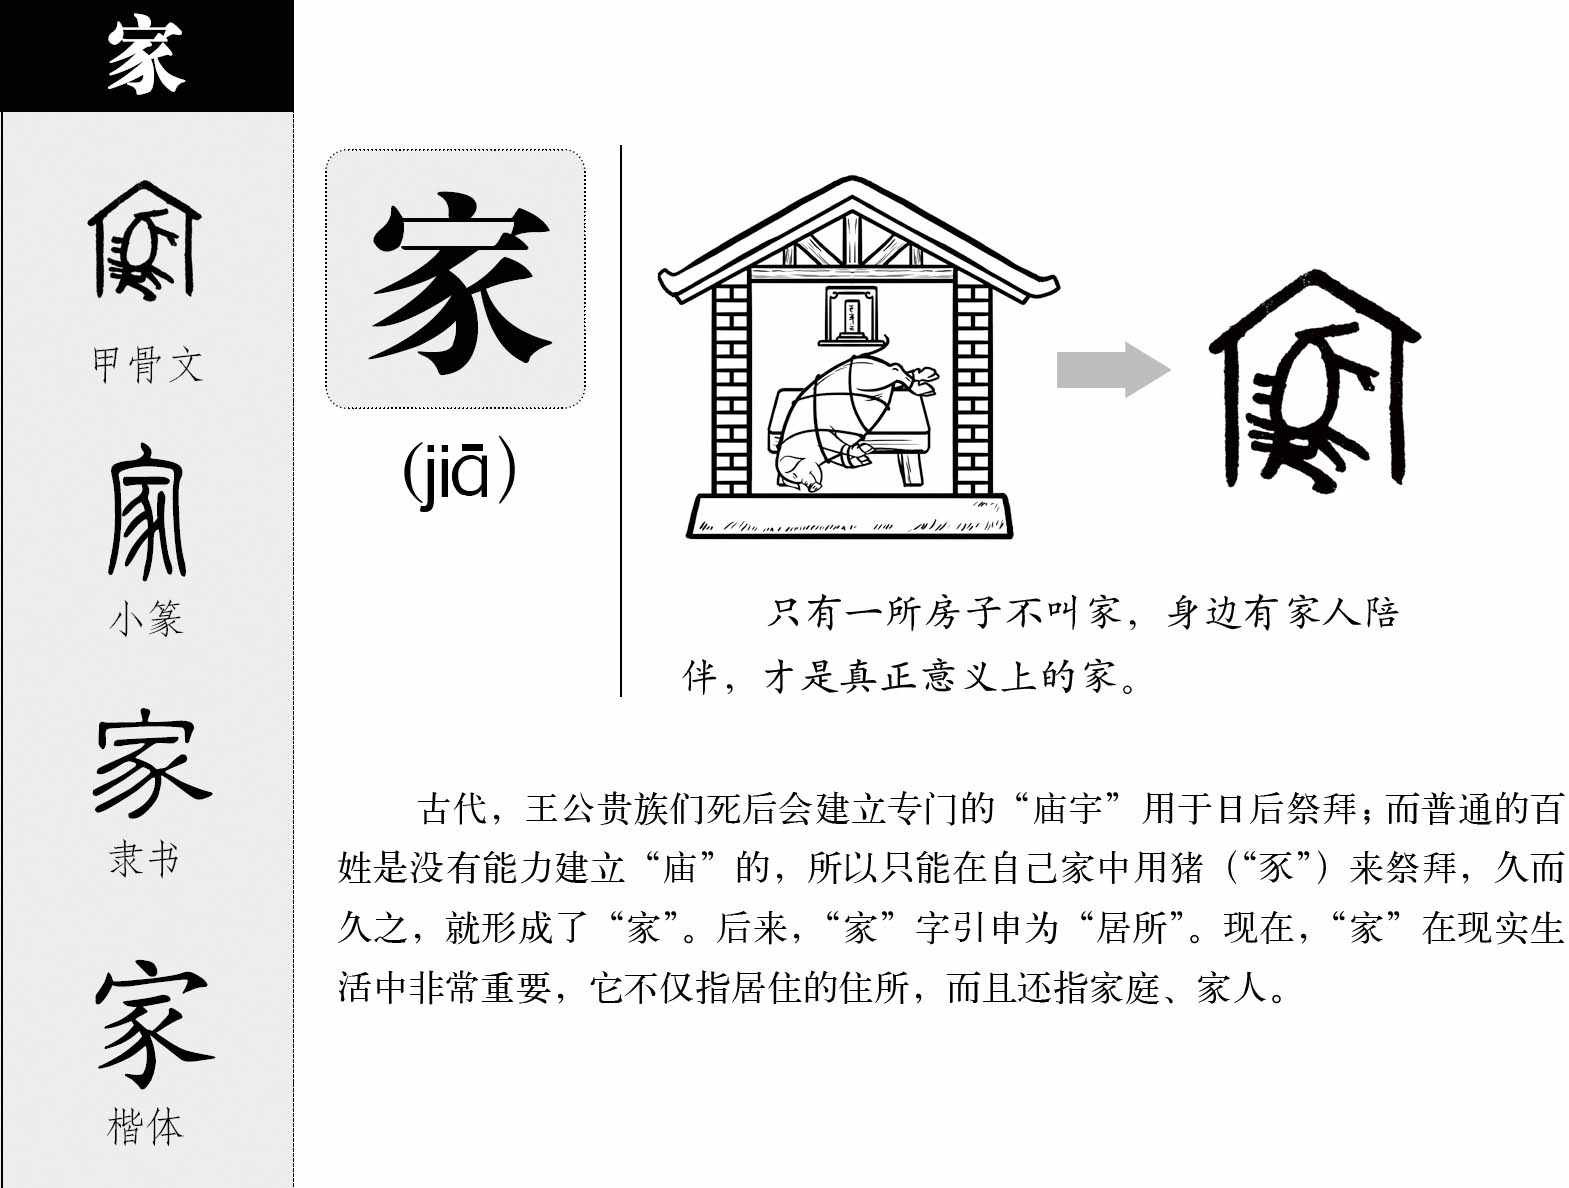 家
甲骨文
小篆
隶书
楷体
家
(jiā)
只有一所房子不叫家，身边有家人陪
伴，才是真正意义上的家。
古代，王公贵族们死后会建立专门的“庙宇”用于日后祭拜；而普通的百
姓是没有能力建立“庙”的，所以只能在自己家中用猪（“豕”）来祭拜，久而
久之，就形成了“家”。后来，“家”字引申为“居所”。现在，“家”在现实生
活中非常重要，它不仅指居住的住所，而且还指家庭、家人。